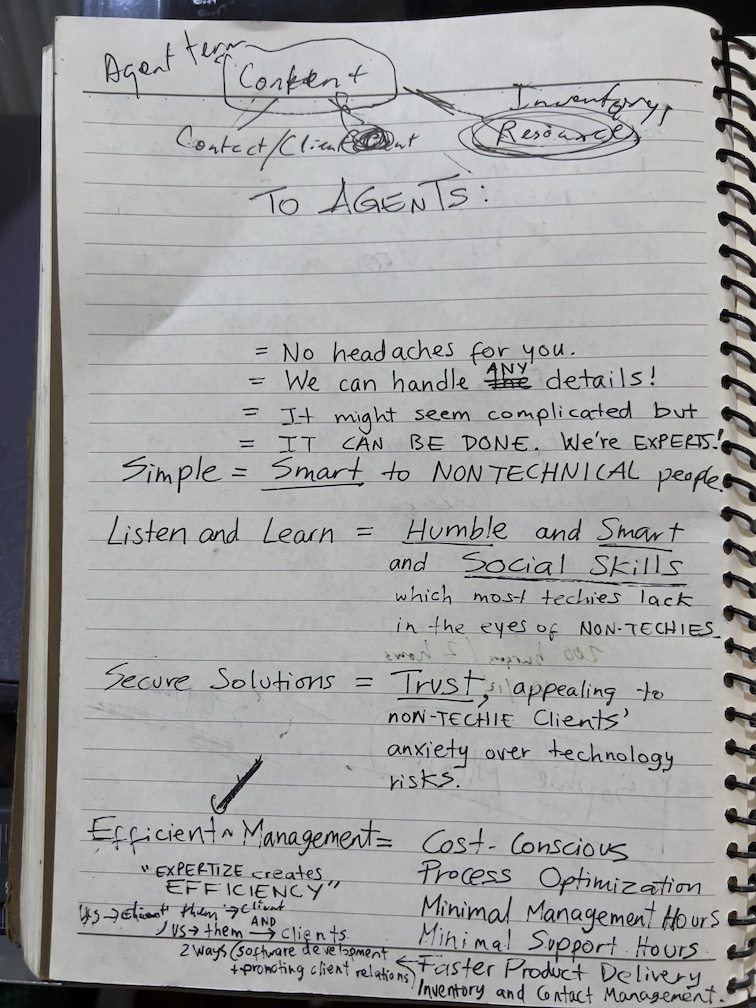 Agent term
Content
Inventory,
Contact/Client
Resources
TO AGENTS:
= No headaches for you.
= We can handle ANY details!
= It might seem complicated but
= IT CAN BE DONE. We're EXPERTS!
Simple = Smart to NONTECHNICAL people.
Listen and Learn = Humble and Smart
and Social Skills
which most techies lack
in the eyes of NON-TECHIES
Secure Solutions = Trust, appealing to
NON-TECHIE Clients'
anxiety over technology
risks.
Efficient ~ Management = Cost-Conscious
"EXPERTIZE creates
EFFICIENCY"
Process Optimization
Minimal Management Hours
Us → them → Client
AND
us → them → clients
Minimal Support Hours
2 ways (software development
+ promoting client relations)
← Faster Product Delivery
Inventory and Contact Management.